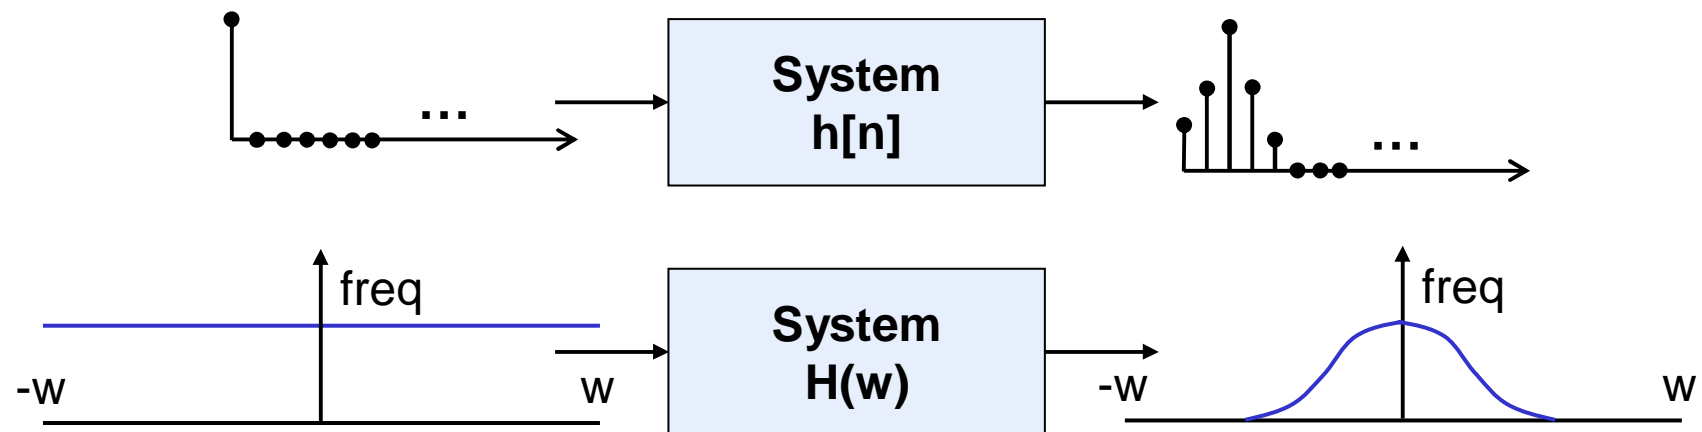 ...
System
h[n]
...
freq
-w
w
System
H(w)
freq
-w
w